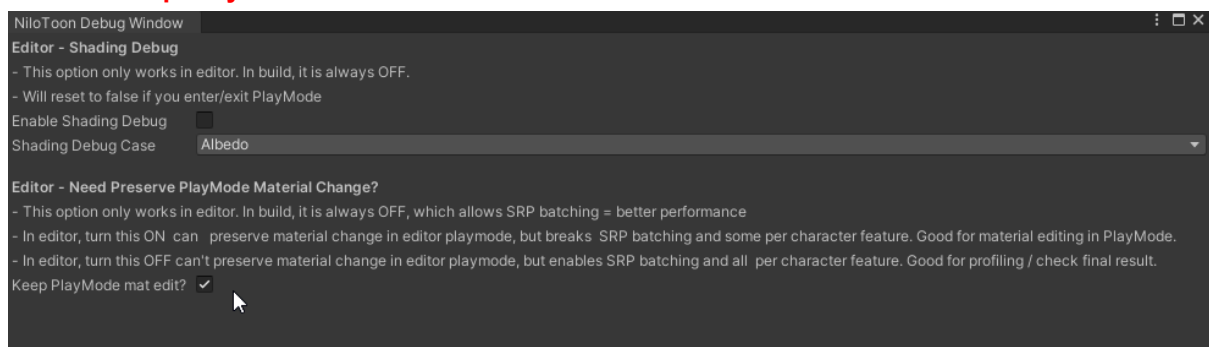 NiloToon Debug Window
Editor - Shading Debug
- This option only works in editor. In build, it is always OFF.
- Will reset to false if you enter/exit PlayMode
Enable Shading Debug
Shading Debug Case Albedo
Editor - Need Preserve PlayMode Material Change?
- This option only works in editor. In build, it is always OFF, which allows SRP batching = better performance
- In editor, turn this ON can preserve material change in editor playmode, but breaks SRP batching and some per character feature. Good for material editing in PlayMode.
- In editor, turn this OFF can't preserve material change in editor playmode, but enables SRP batching and all per character feature. Good for profiling / check final result.
Keep PlayMode mat edit?